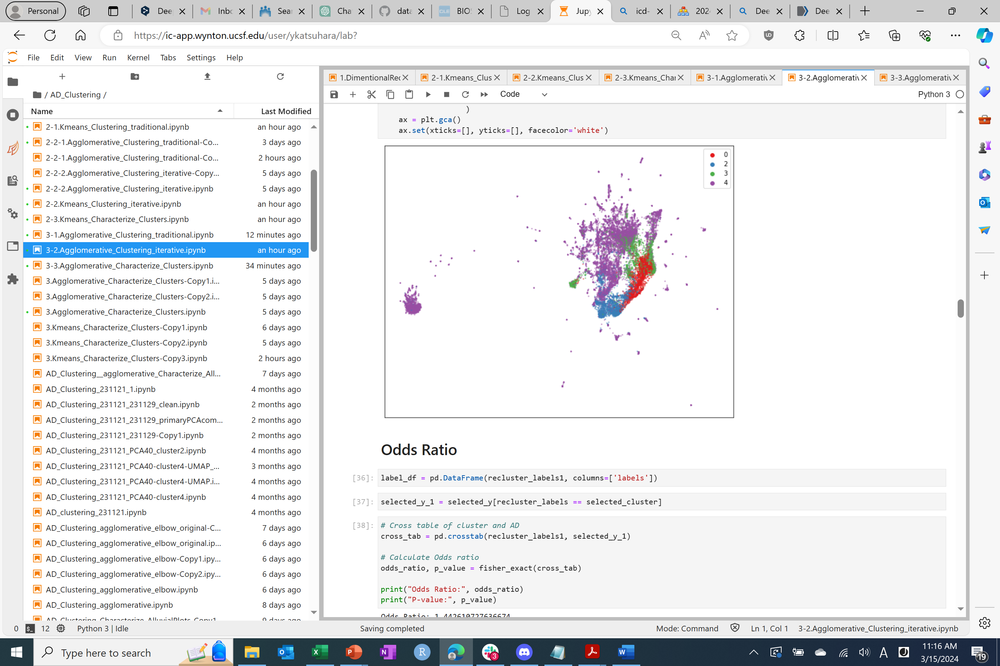 Personal
Dee
Inbo
Sear
Cha
data
CLE
BIO
Log
Jupy
icd-
202
Dee
Dee
https://ic-app.wynton.ucsf.edu/user/ykatsuhara/lab?
File Edit View Run Kernel Tabs Settings Help
/ AD_Clustering /
Name Last Modified
2-1.Kmeans_Clustering_traditional.ipynb an hour ago
2-2-1.Agglomerative_Clustering_traditional-Co... 3 days ago
2-2-1.Agglomerative_Clustering_traditional-Co... 2 hours ago
2-2-2.Agglomerative_Clustering_iterative-Copy... 5 days ago
2-2-2.Agglomerative_Clustering_iterative.ipynb 5 days ago
2-2.Kmeans_Clustering_iterative.ipynb an hour ago
2-3.Kmeans_Characterize_Clusters.ipynb an hour ago
3-1.Agglomerative_Clustering_traditional.ipynb 12 minutes ago
3-2.Agglomerative_Clustering_iterative.ipynb an hour ago
3-3.Agglomerative_Characterize_Clusters.ipynb 34 minutes ago
3.Agglomerative_Characterize_Clusters-Copy1.i... 5 days ago
3.Agglomerative_Characterize_Clusters-Copy2.i... 5 days ago
3.Agglomerative_Characterize_Clusters.ipynb 5 days ago
3.Kmeans_Characterize_Clusters-Copy1.ipynb 6 days ago
3.Kmeans_Characterize_Clusters-Copy2.ipynb 5 days ago
3.Kmeans_Characterize_Clusters-Copy3.ipynb 2 hours ago
AD_Clustering__agglomerative_Characterize_All... 7 days ago
AD_Clustering_231121_1.ipynb 4 months ago
AD_Clustering_231121_231129_clean.ipynb 2 months ago
AD_Clustering_231121_231129_primaryPCAcom... 2 months ago
AD_Clustering_231121_231129-Copy1.ipynb 2 months ago
AD_Clustering_231121_PCA40_cluster2.ipynb 4 months ago
AD_Clustering_231121_PCA40-cluster4-UMAP_... 3 months ago
AD_Clustering_231121_PCA40-cluster4-UMAP.i... 4 months ago
AD_Clustering_231121_PCA40-cluster4.ipynb 4 months ago
AD_clustering_231121.ipynb 4 months ago
AD_Clustering_agglomerative_elbow_original-C... 7 days ago
AD_Clustering_agglomerative_elbow_original.ip... 6 days ago
AD_Clustering_agglomerative_elbow-Copy1.ipy... 6 days ago
AD_Clustering_agglomerative_elbow-Copy2.ipy... 6 days ago
AD_Clustering_agglomerative_elbow.ipynb 6 days ago
AD_Clustering_agglomerative.ipynb 8 days ago
AD_Clustering_Characterize_AlluvialPlots-Copy1 9 days ago
1.DimentionalRec 2-1.Kmeans_Clus 2-2.Kmeans_Clus 2-3.Kmeans_Char 3-1.Agglomerativ 3-2.Agglomerativ 3-3.Agglomerativ
Code Python 3
)
ax = plt.gca()
ax.set(xticks=[], yticks=[], facecolor='white')
0
2
3
4
Odds Ratio
[36]: label_df = pd.DataFrame(recluster_labels1, columns=['labels'])
[37]: selected_y_1 = selected_y[recluster_labels == selected_cluster]
[38]: # Cross table of cluster and AD
cross_tab = pd.crosstab(recluster_labels1, selected_y_1)
# Calculate Odds ratio
odds_ratio, p_value = fisher_exact(cross_tab)
print("Odds Ratio:", odds_ratio)
print("P-value:", p_value)
Odds Ratio: 1.442610727636674
0 12 Python 3 | Idle Saving completed Mode: Command Ln 1, Col 1 3-2.Agglomerative_Clustering_iterative.ipynb
Type here to search
3
A
11:16 AM
3/15/2024
19